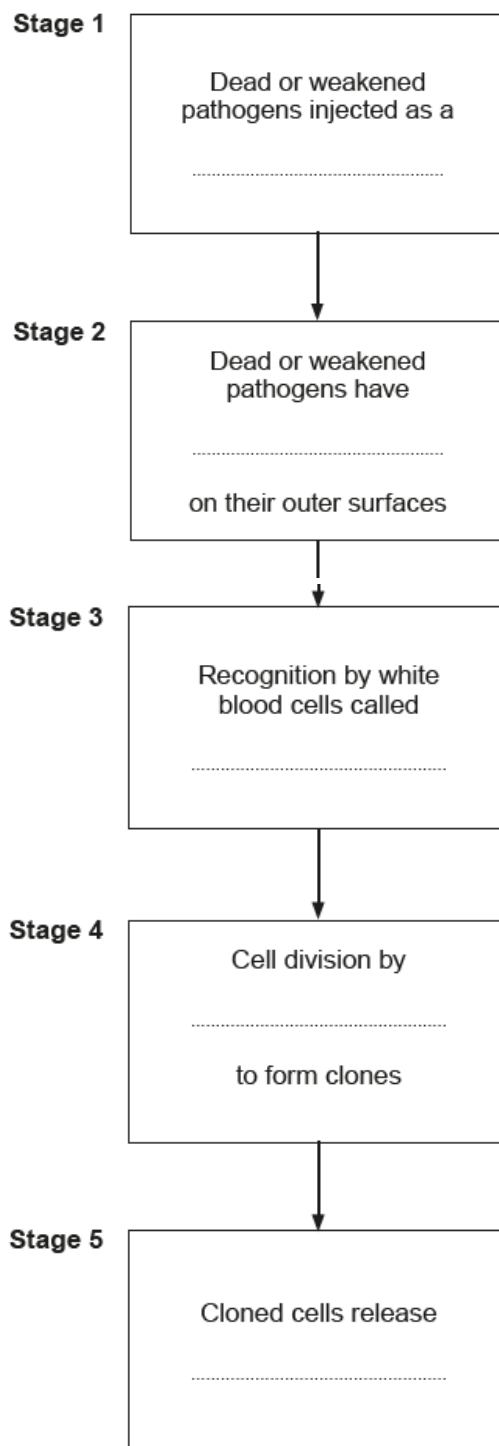 Stage 1
Dead or weakened
pathogens injected as a
................................................
Stage 2
Dead or weakened
pathogens have
................................................
on their outer surfaces
Stage 3
Recognition by white
blood cells called
................................................
Stage 4
Cell division by
................................................
to form clones
Stage 5
Cloned cells release
................................................